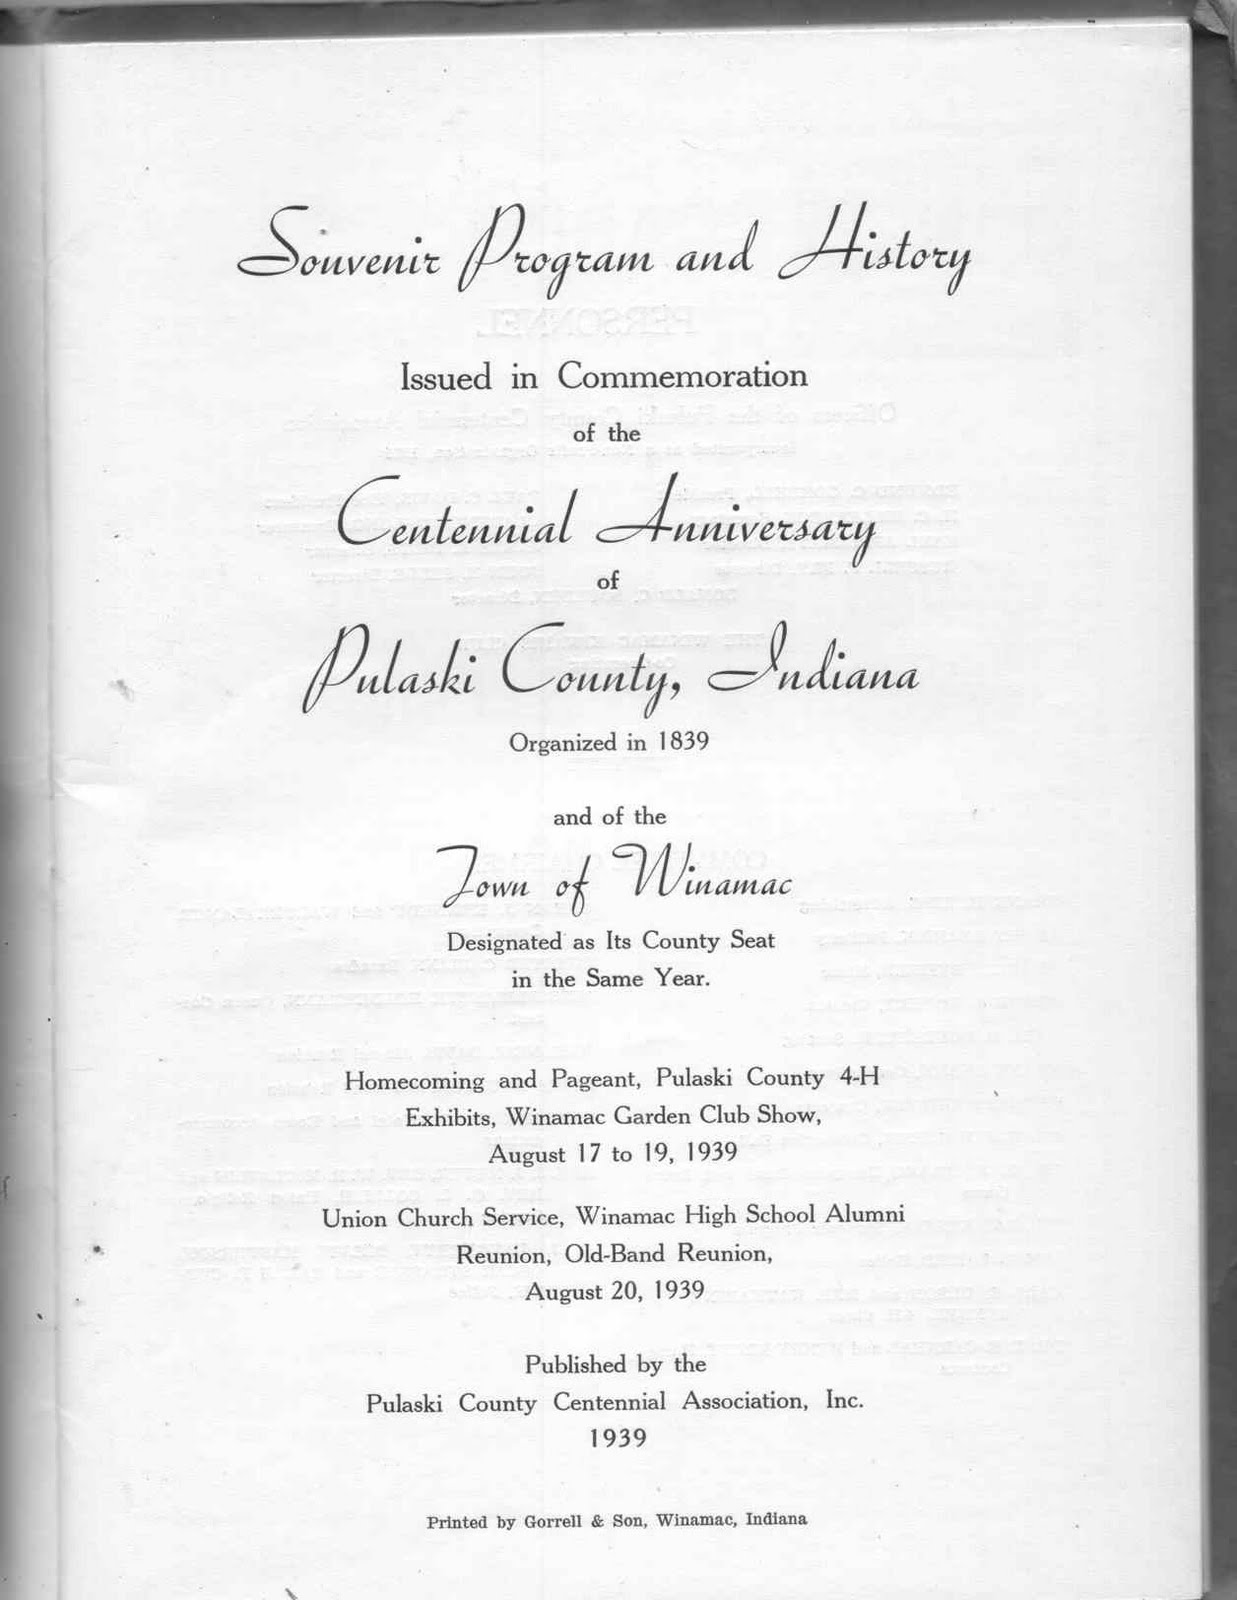 Souvenir Program and History
Issued in Commemoration
of the
Centennial Anniversary
of
Pulaski County, Indiana
Organized in 1839
and of the
Town of Winamac
Designated as Its County Seat
in the Same Year.
Homecoming and Pageant, Pulaski County 4-H
Exhibits, Winamac Garden Club Show,
August 17 to 19, 1939
Union Church Service, Winamac High School Alumni
Reunion, Old-Band Reunion,
August 20, 1939
Published by the
Pulaski County Centennial Association, Inc.
1939
Printed by Gorrell & Son, Winamac, Indiana